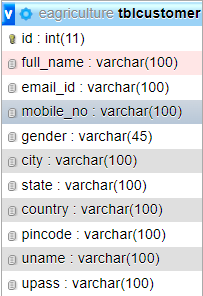 v eagriculture tblcustomer
id : int(11)
full_name : varchar(100)
email_id : varchar(100)
mobile_no : varchar(100)
gender : varchar(45)
city : varchar(100)
state : varchar(100)
country : varchar(100)
pincode : varchar(100)
uname : varchar(100)
upass : varchar(100)